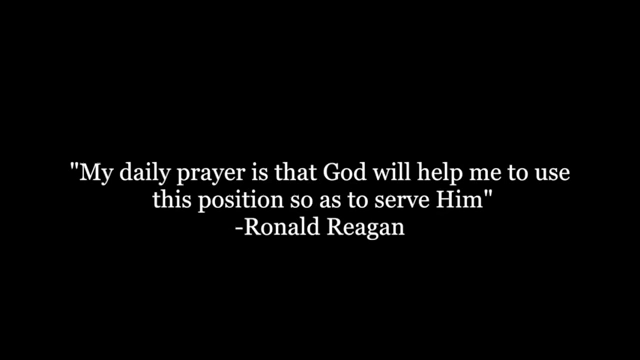 "My daily prayer is that God will help me to use
this position so as to serve Him"
-Ronald Reagan